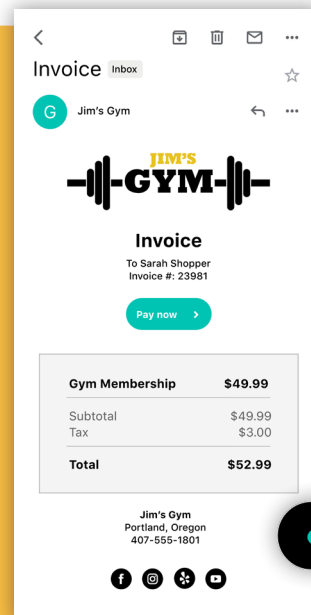 Invoice Inbox
G Jim's Gym
JIM'S
GYM
Invoice
To Sarah Shopper
Invoice #: 23981
Pay now
Gym Membership $49.99
Subtotal $49.99
Tax $3.00
Total $52.99
Jim's Gym
Portland, Oregon
407-555-1801